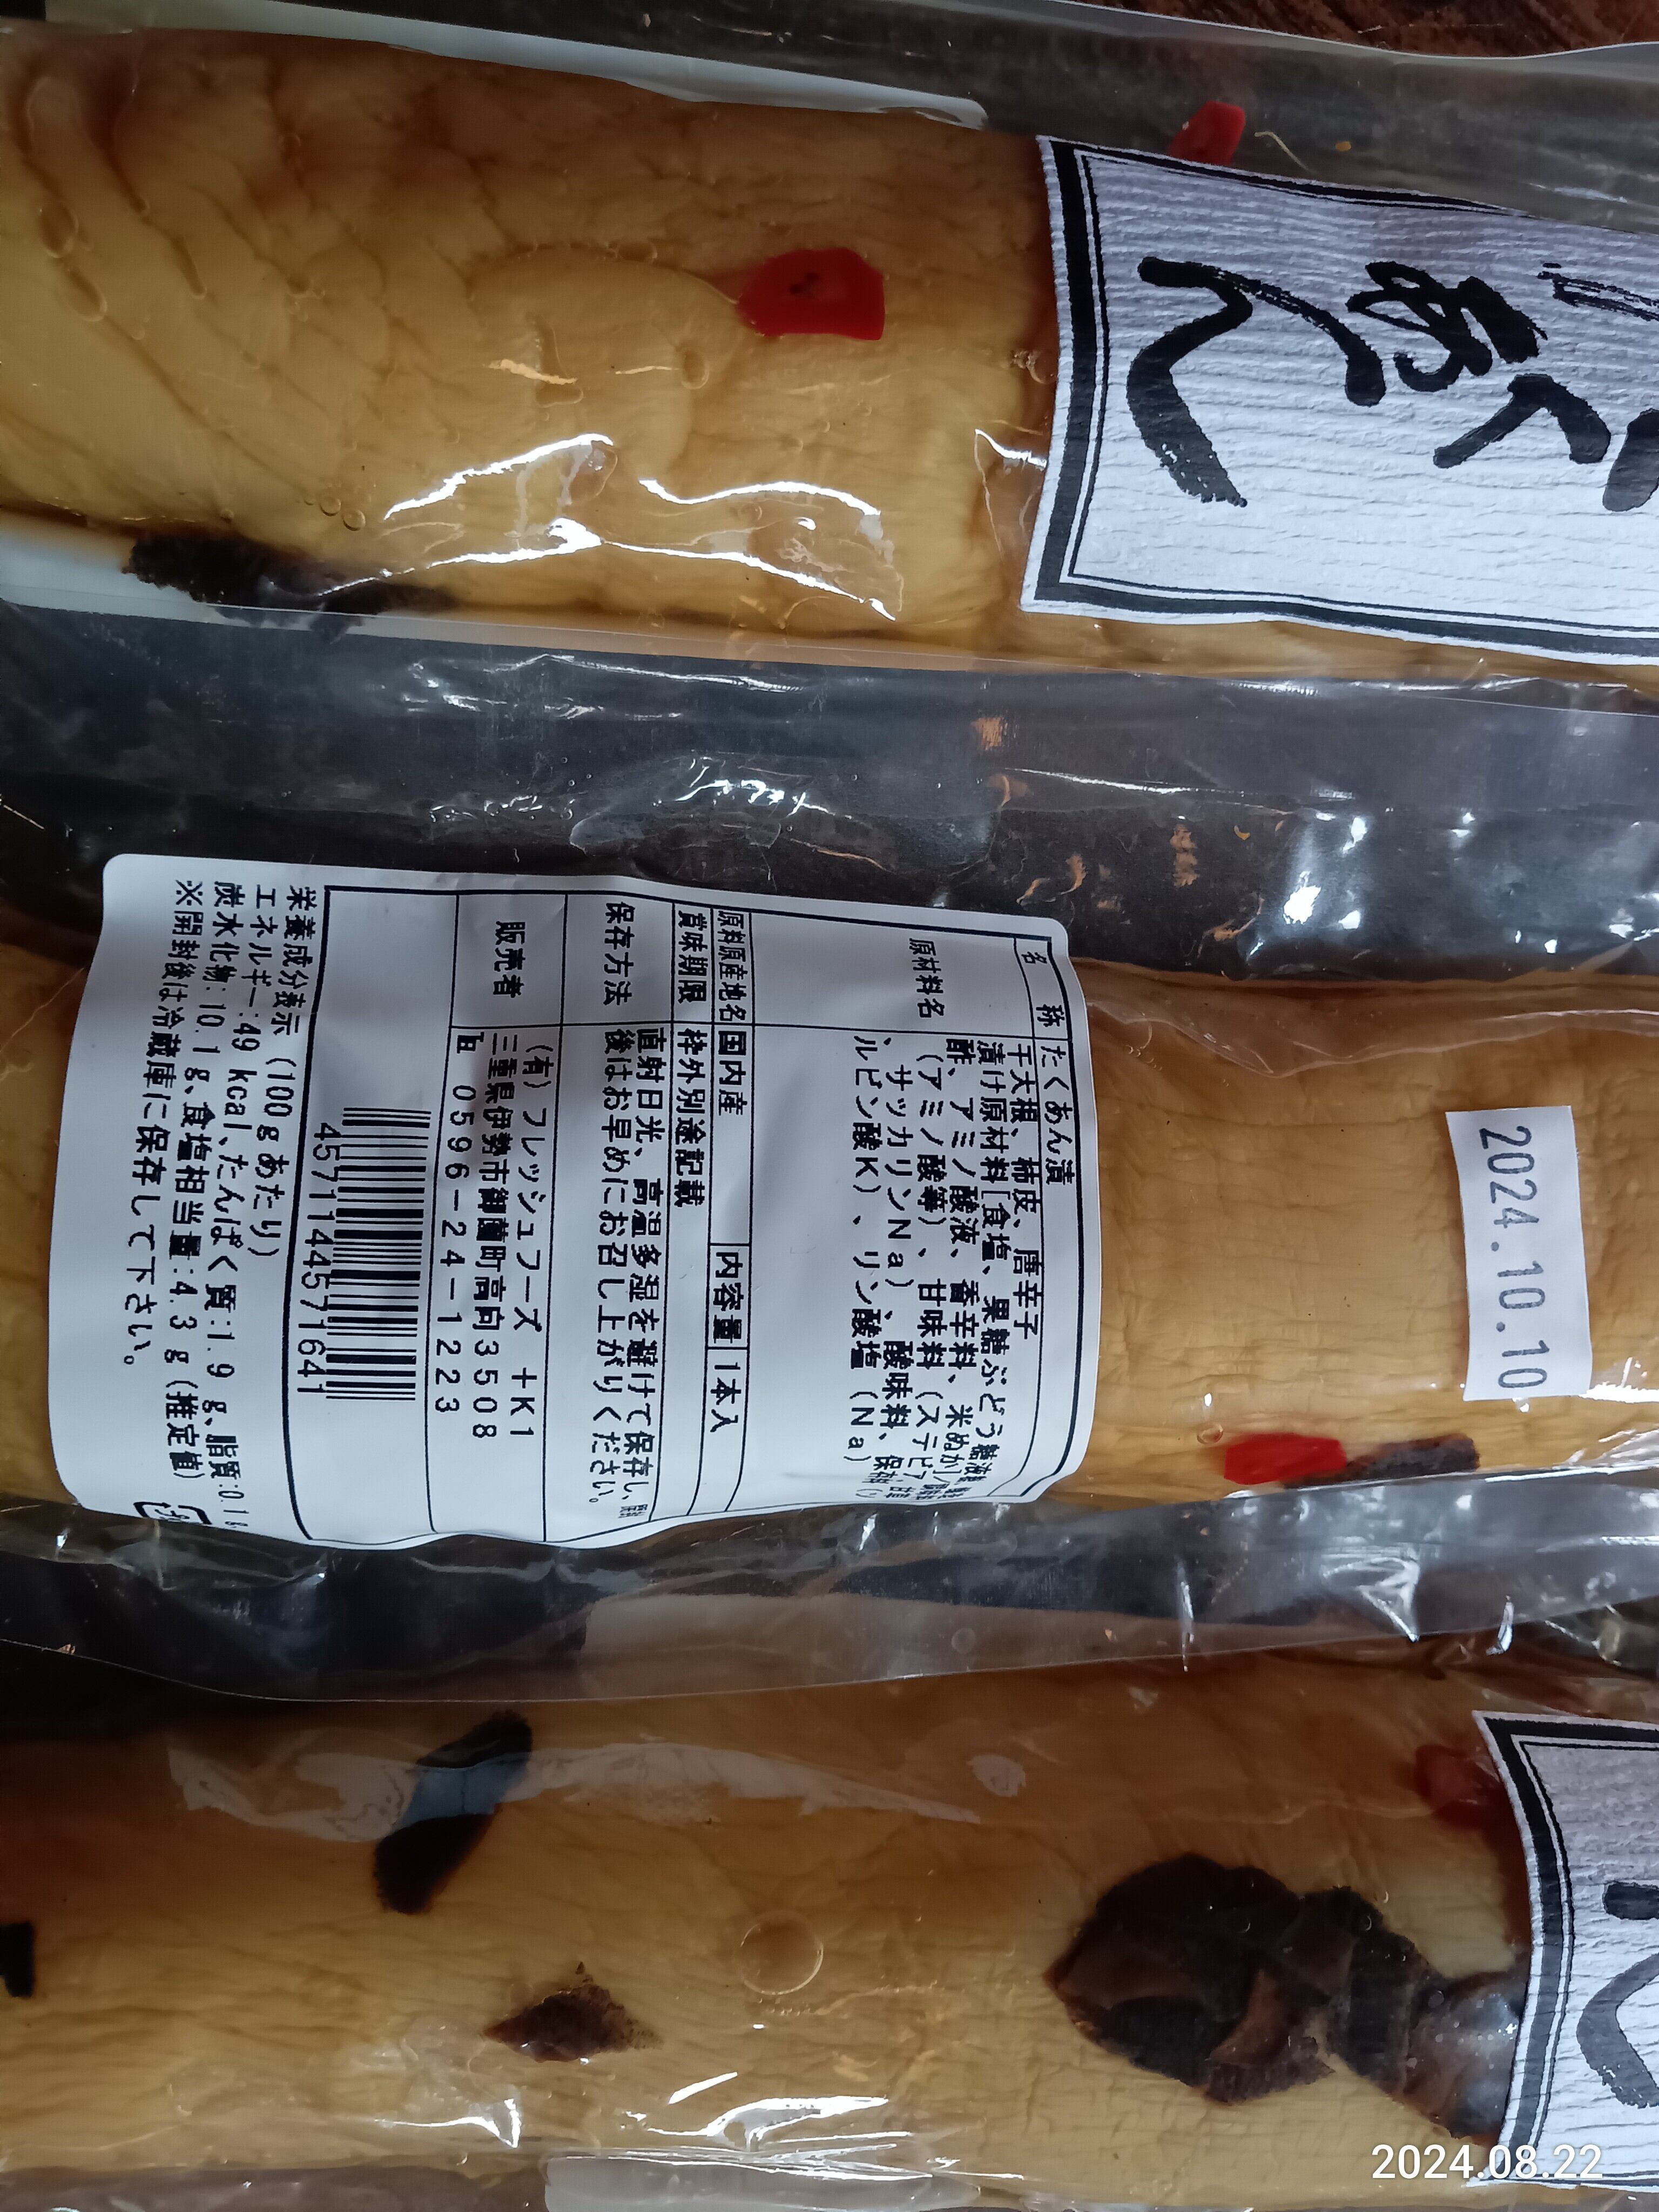 たくあん
名 称 たくあん漬
原材料名 干大根、柿皮、唐辛子
漬け原材料[食塩、果糖ぶどう糖液糖、
酢、アミノ酸液、香辛料、米ぬか]/
(アミノ酸等)、甘味料(ステビア、甘草
、サッカリンNa)、酸味料、保存料(ソ
ルビン酸K)、リン酸塩(Na)
原料原産地名 国内産 内容量 1本入
賞味期限 枠外別途記載
保存方法 直射日光、高温多湿を避けて保存し、
後はお早めにお召し上がりください。
販売者 (有)フレッシュフーズ +K1
三重県伊勢市御薗町高向3508
℡ 0596-24-1223
4571144571641
栄養成分表示(100gあたり)
エネルギー:49 kcal、たんぱく質:1.9 g、脂質:0.1g、
炭水化物:10.1g、食塩相当量:4.3 g(推定値)
※開封後は冷蔵庫に保存して下さい。
2024.10.10
ん
2024.08.22